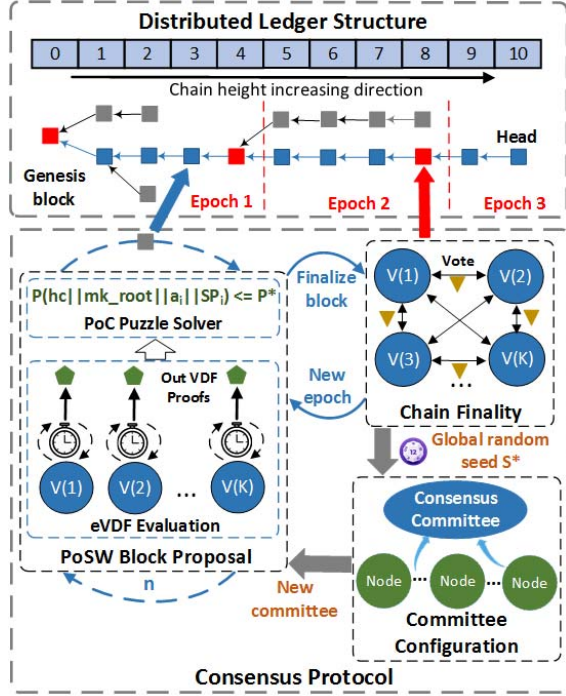 Distributed Ledger Structure
0 1 2 3 4 5 6 7 8 9 10
Chain height increasing direction
Head
Genesis
block
Epoch 1
Epoch 2
Epoch 3
P(hc||mk_root||aᵢ||SPᵢ) <= P*
PoC Puzzle Solver
Out VDF
Proofs
V(1)
V(2)
...
V(K)
eVDF Evaluation
PoSW Block Proposal
n
Finalize
block
New
epoch
V(1)
Vote
V(2)
V(3)
...
V(K)
Chain Finality
12
Global random
seed S*
Consensus
Committee
Node
...
Node
...
Node
Committee
Configuration
New
committee
Consensus Protocol